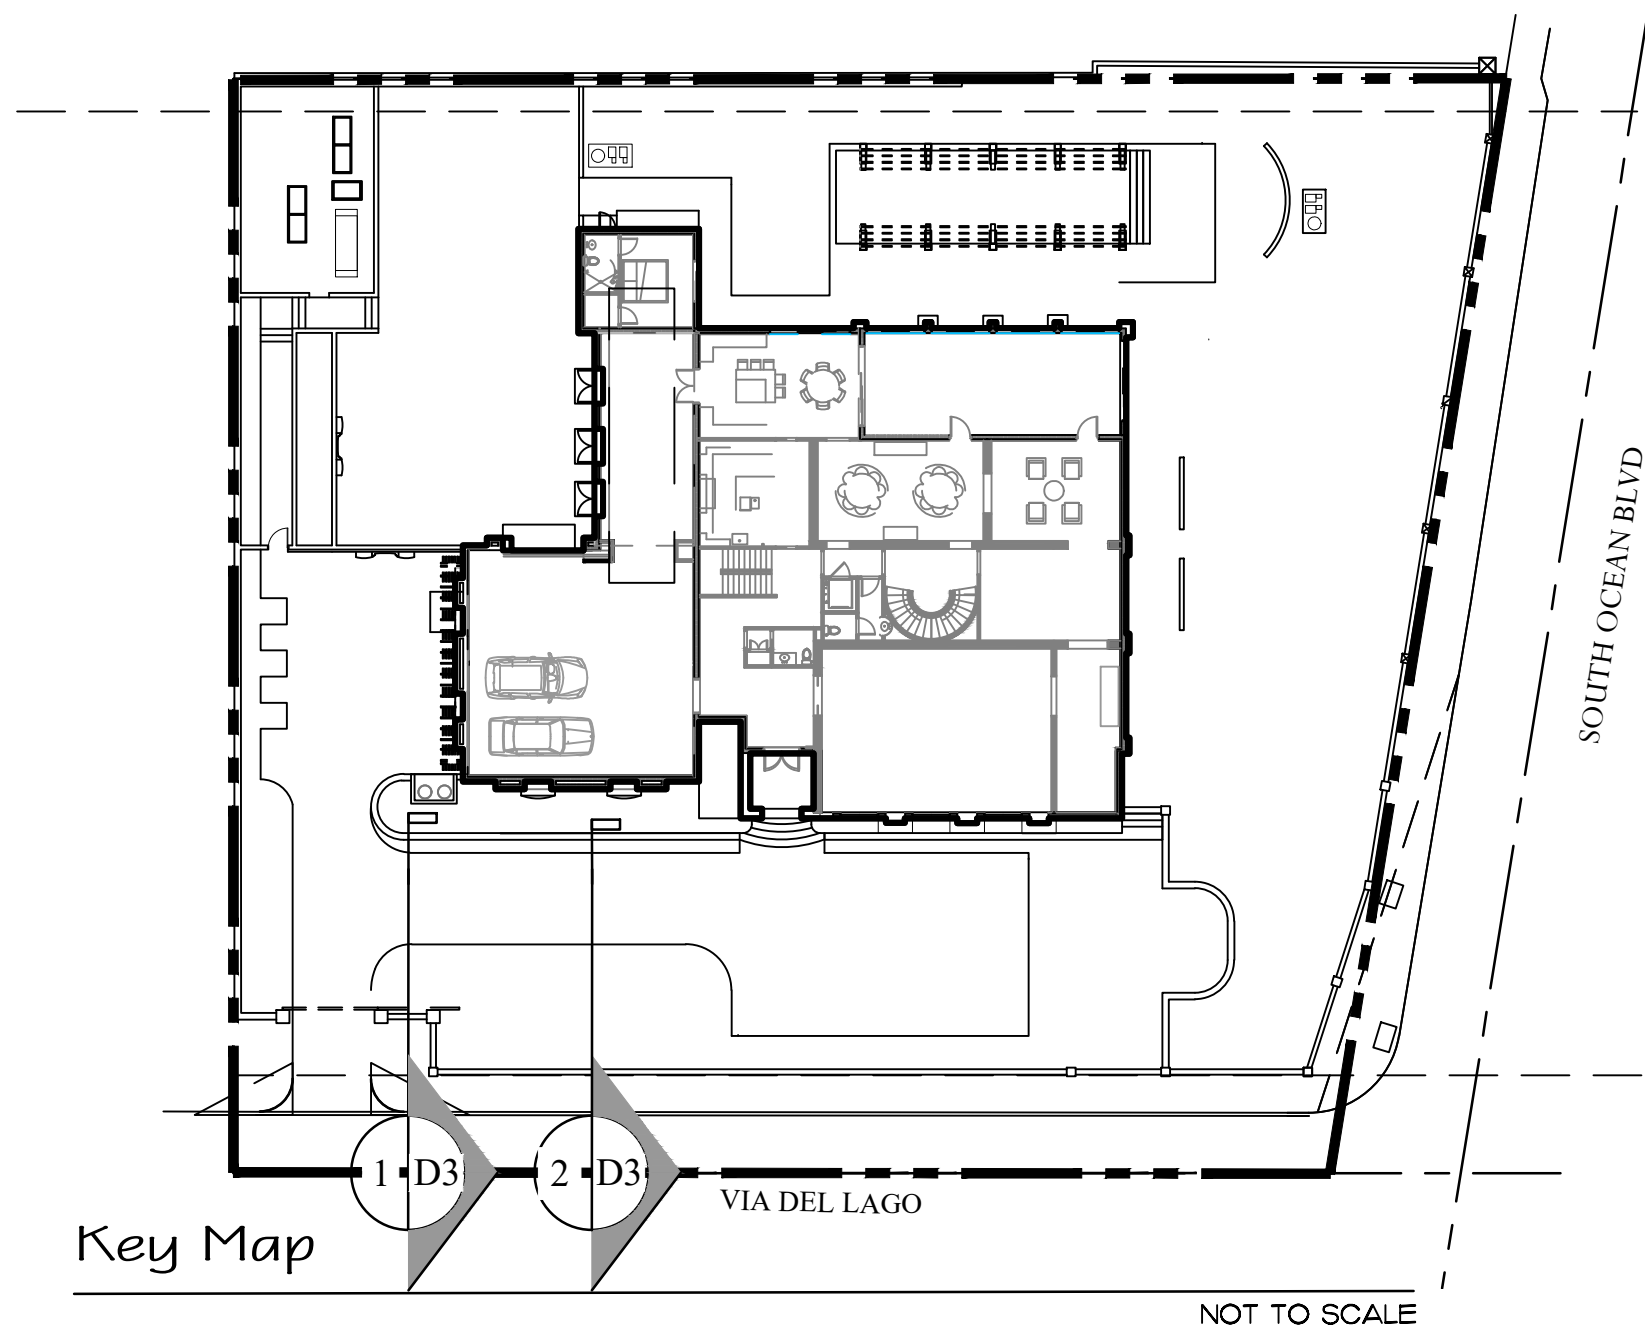 SOUTH OCEAN BLVD
1 D3
2 D3
VIA DEL LAGO
Key Map
NOT TO SCALE